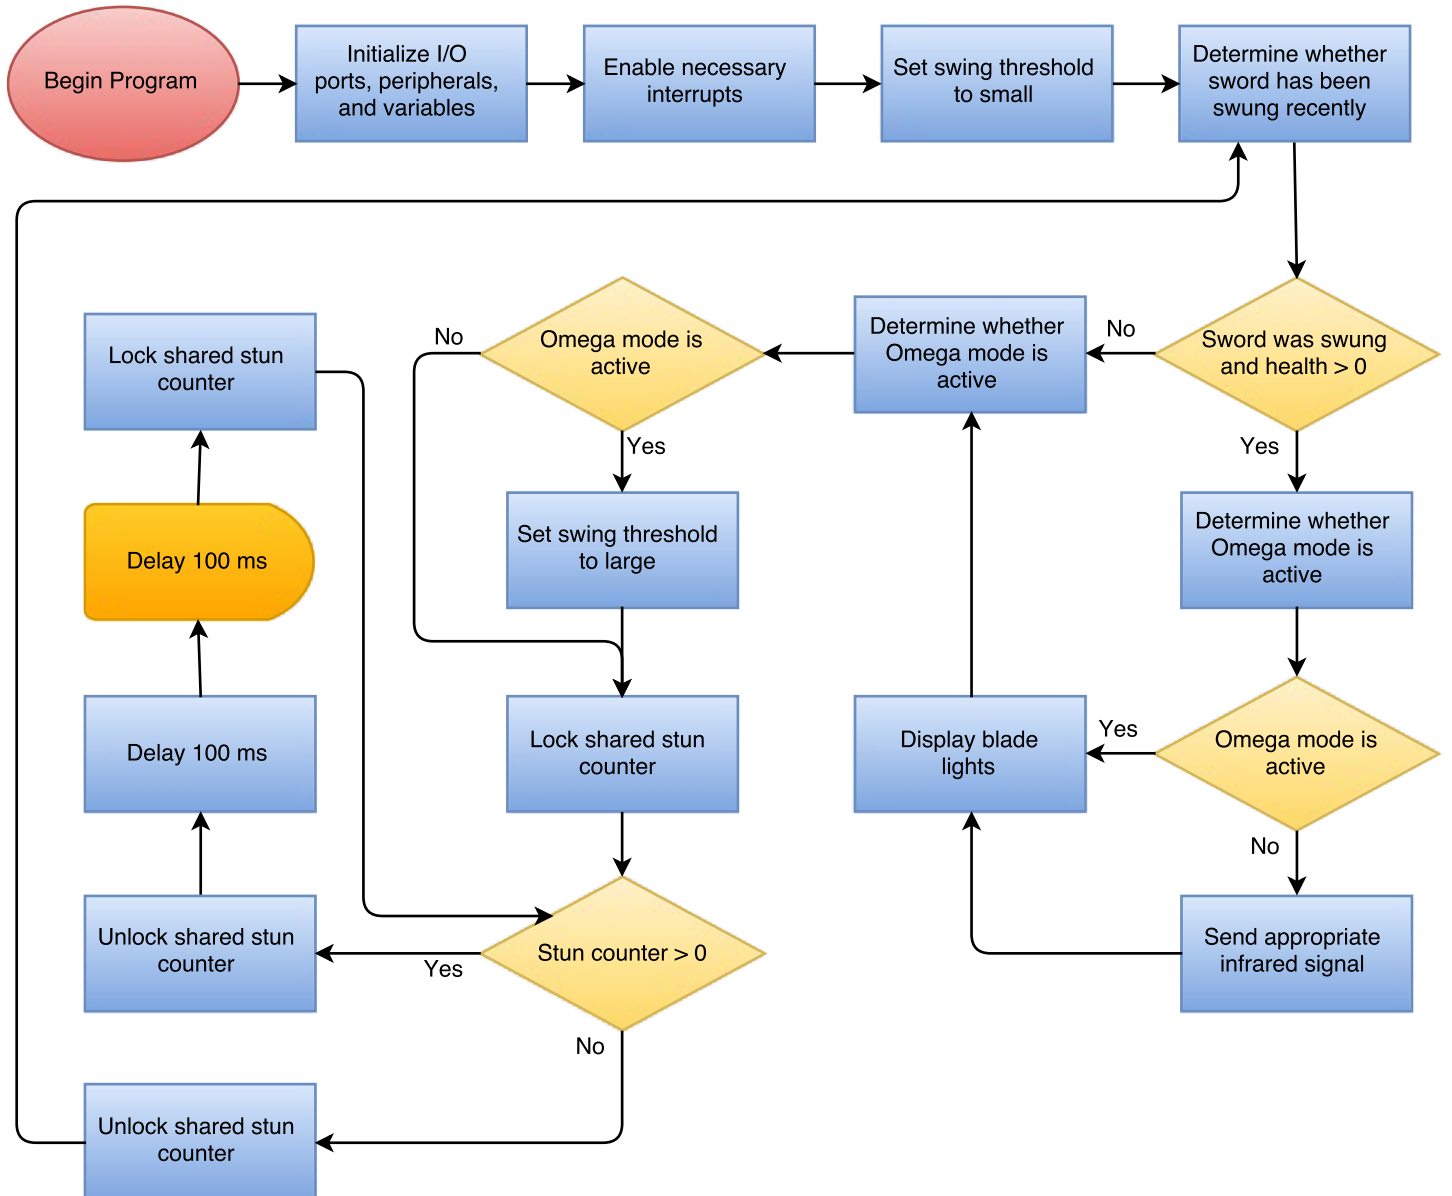 Begin Program
Initialize I/O
ports, peripherals,
and variables
Enable necessary
interrupts
Set swing threshold
to small
Determine whether
sword has been
swung recently
Sword was swung
and health > 0
No
Yes
Determine whether
Omega mode is
active
Omega mode is
active
No
Yes
Determine whether
Omega mode is
active
Omega mode is
active
Yes
No
Send appropriate
infrared signal
Display blade
lights
Set swing threshold
to large
Lock shared stun
counter
Stun counter > 0
Yes
No
Unlock shared stun
counter
Delay 100 ms
Delay 100 ms
Lock shared stun
counter
Unlock shared stun
counter